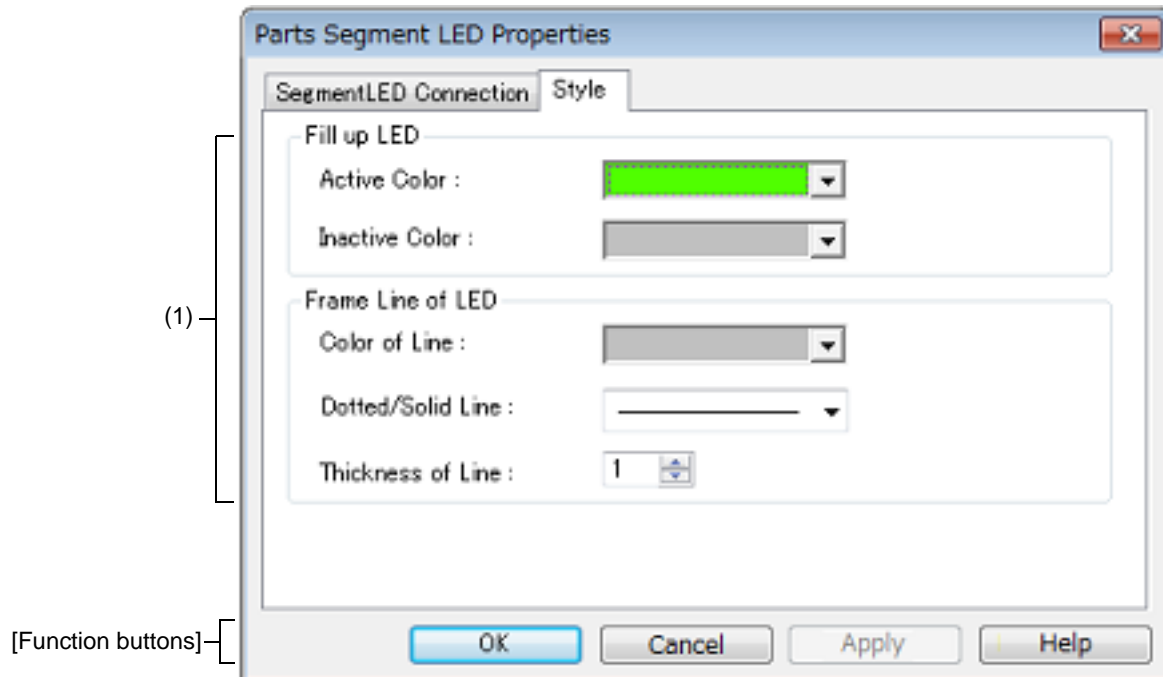 Parts Segment LED Properties
SegmentLED Connection Style
Fill up LED
Active Color :
Inactive Color :
(1)
Frame Line of LED
Color of Line :
Dotted/Solid Line :
Thickness of Line : 1
[Function buttons]
OK Cancel Apply Help